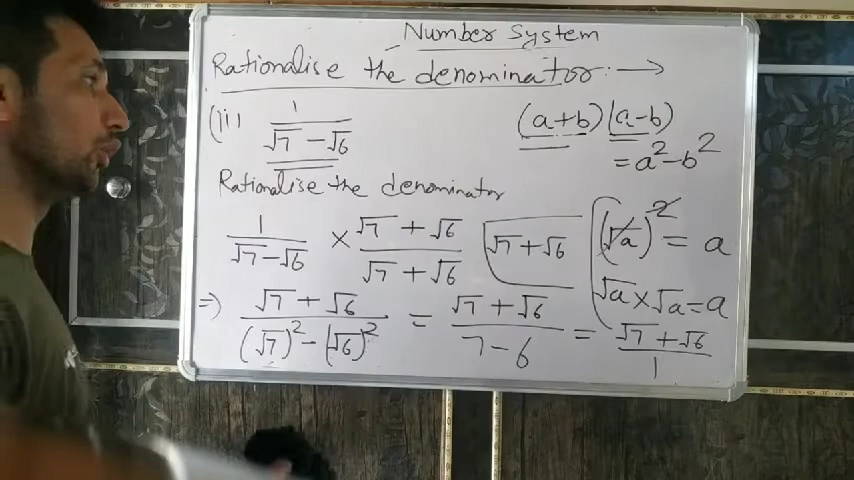 Number System
Rationalise the denominator :→
(ii) 1/(√7 - √6)
(a+b)(a-b)
= a² - b²
Rationalise the denominator
1/(√7-√6) × (√7 + √6)/(√7 + √6)
√7+√6
(√a)² = a
√a × √a = a
⇒ (√7 + √6)/((√7)² - (√6)²) = (√7 + √6)/(7 - 6) = (√7 + √6)/1